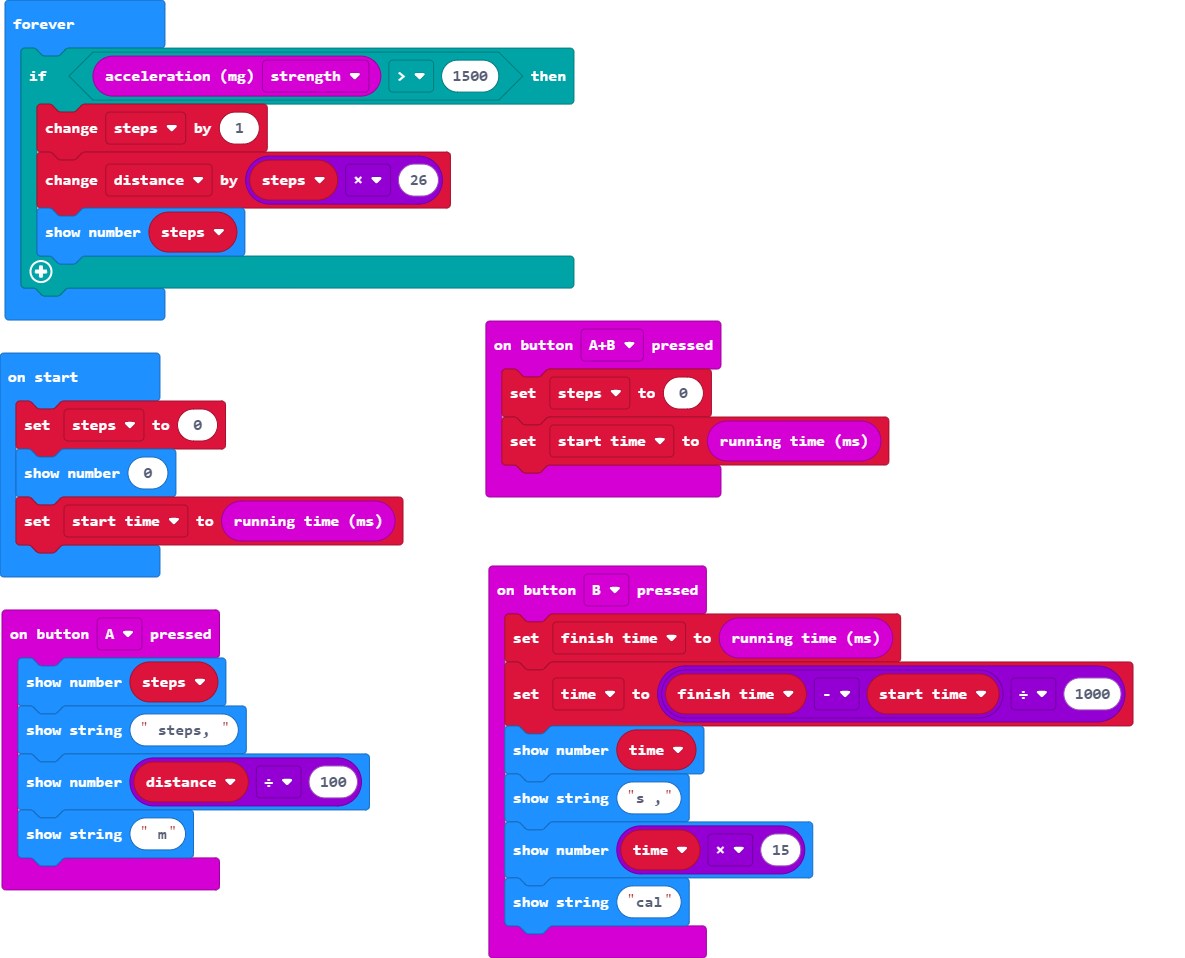 forever
if acceleration (mg) strength > 1500 then
change steps by 1
change distance by steps × 26
show number steps
on start
set steps to 0
show number 0
set start time to running time (ms)
on button A+B pressed
set steps to 0
set start time to running time (ms)
on button A pressed
show number steps
show string " steps, "
show number distance ÷ 100
show string " m"
on button B pressed
set finish time to running time (ms)
set time to finish time - start time ÷ 1000
show number time
show string "s ,"
show number time × 15
show string "cal"